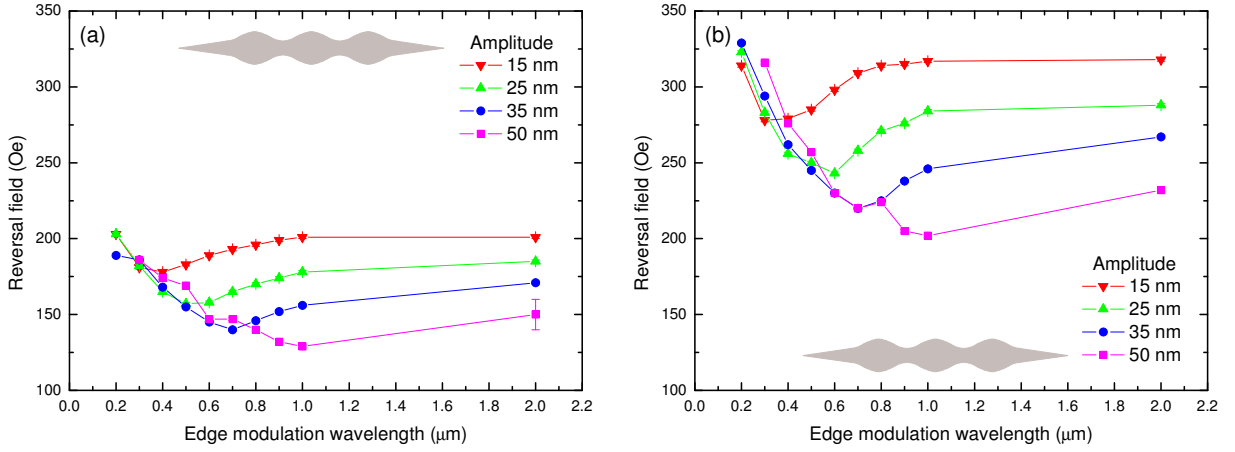 (a)
Amplitude
15 nm
25 nm
35 nm
50 nm
350
300
250
200
150
100
Reversal field (Oe)
0.0 0.2 0.4 0.6 0.8 1.0 1.2 1.4 1.6 1.8 2.0 2.2
Edge modulation wavelength (μm)
(b)
350
300
250
200
150
100
Reversal field (Oe)
Amplitude
15 nm
25 nm
35 nm
50 nm
0.0 0.2 0.4 0.6 0.8 1.0 1.2 1.4 1.6 1.8 2.0 2.2
Edge modulation wavelength (μm)